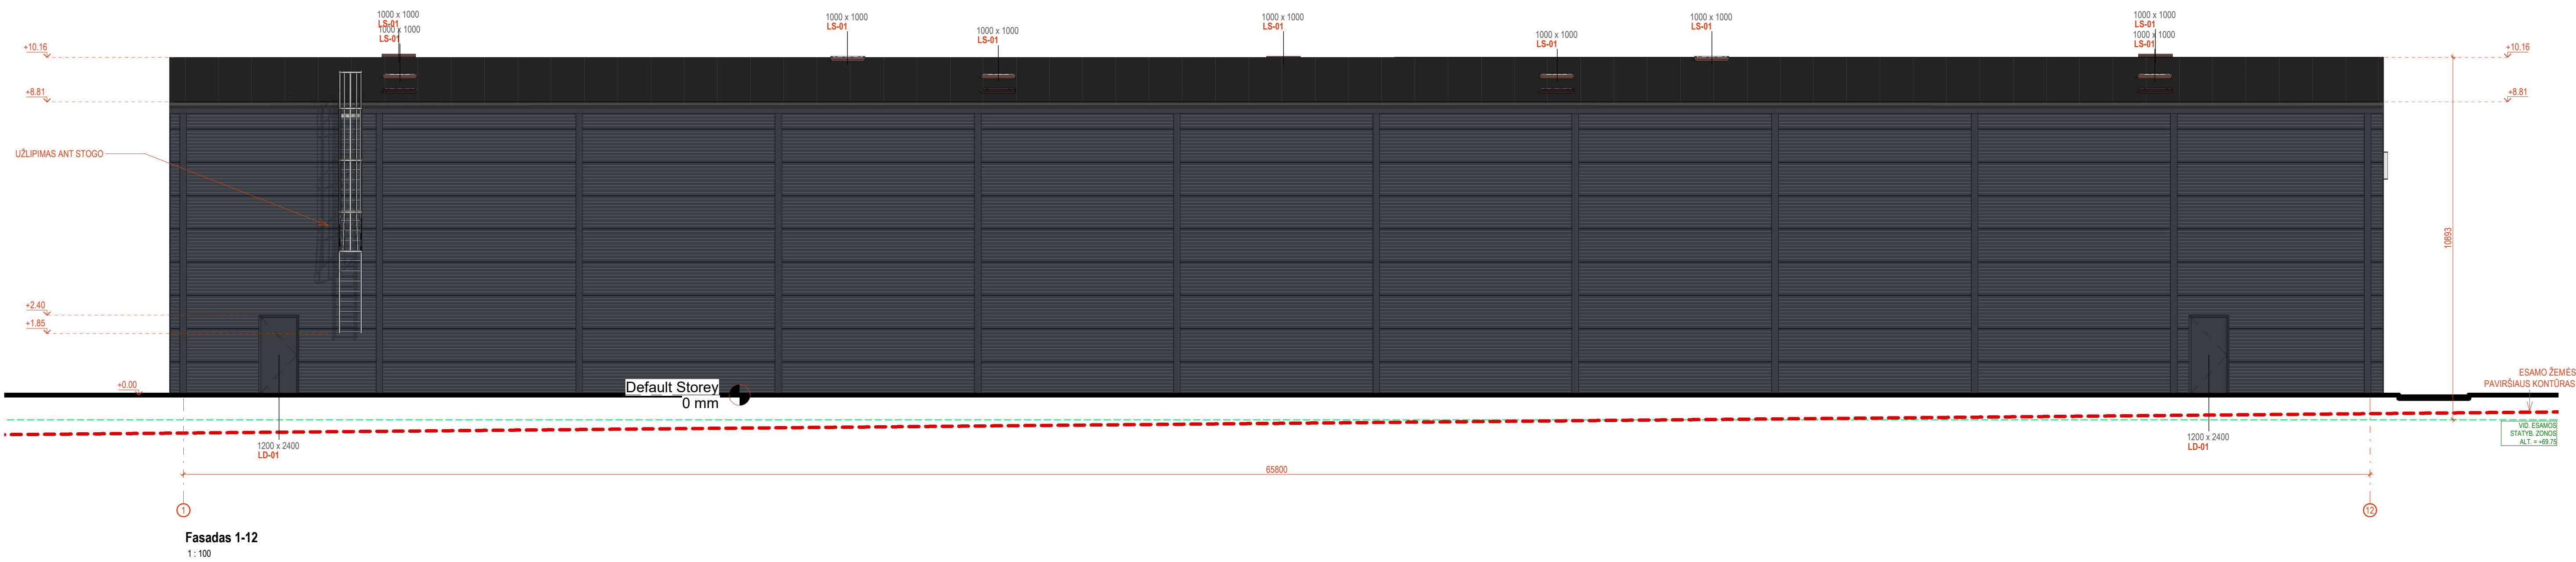 1000 x 1000
LS-01
1000 x 1000
LS-01
1000 x 1000
LS-01
1000 x 1000
LS-01
1000 x 1000
LS-01
1000 x 1000
LS-01
1000 x 1000
LS-01
1000 x 1000
LS-01
1000 x 1000
LS-01
+10.16
+8.81
+10.16
+8.81
UŽLIPIMAS ANT STOGO
10893
+2.40
+1.85
+0.00
Default Storey
0 mm
ESAMO ŽEMĖS
PAVIRŠIAUS KONTŪRAS
VID. ESAMOS
STATYB. ZONOS
ALT. = +69.75
1200 x 2400
LD-01
1200 x 2400
LD-01
65800
1
12
Fasadas 1-12
1 : 100